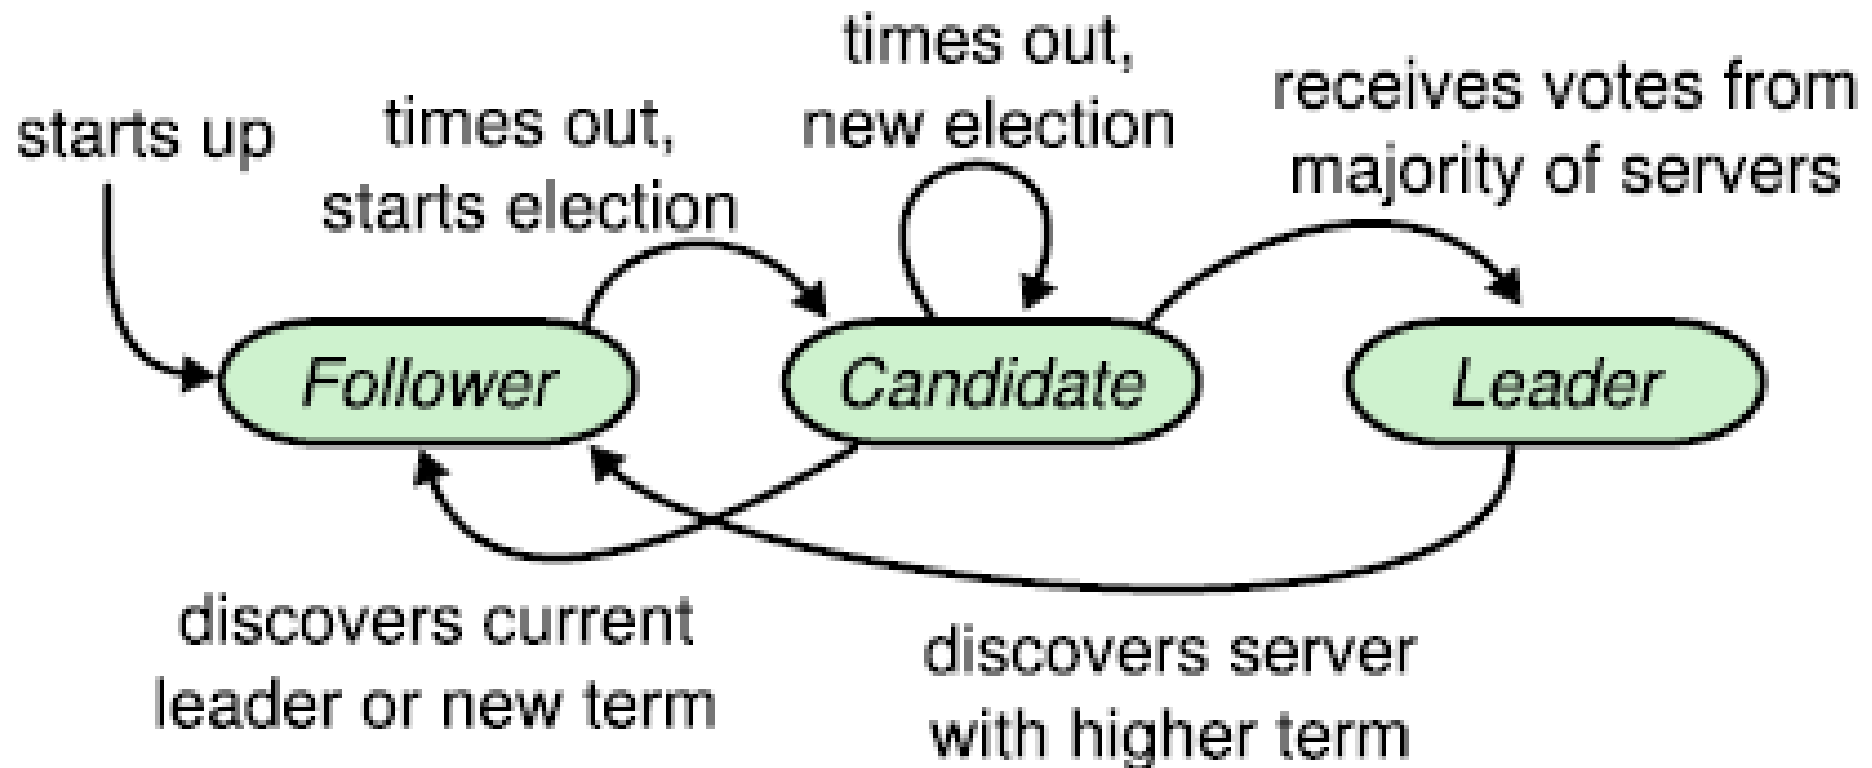 starts up
times out,
starts election
times out,
new election
receives votes from
majority of servers
Follower
Candidate
Leader
discovers current
leader or new term
discovers server
with higher term